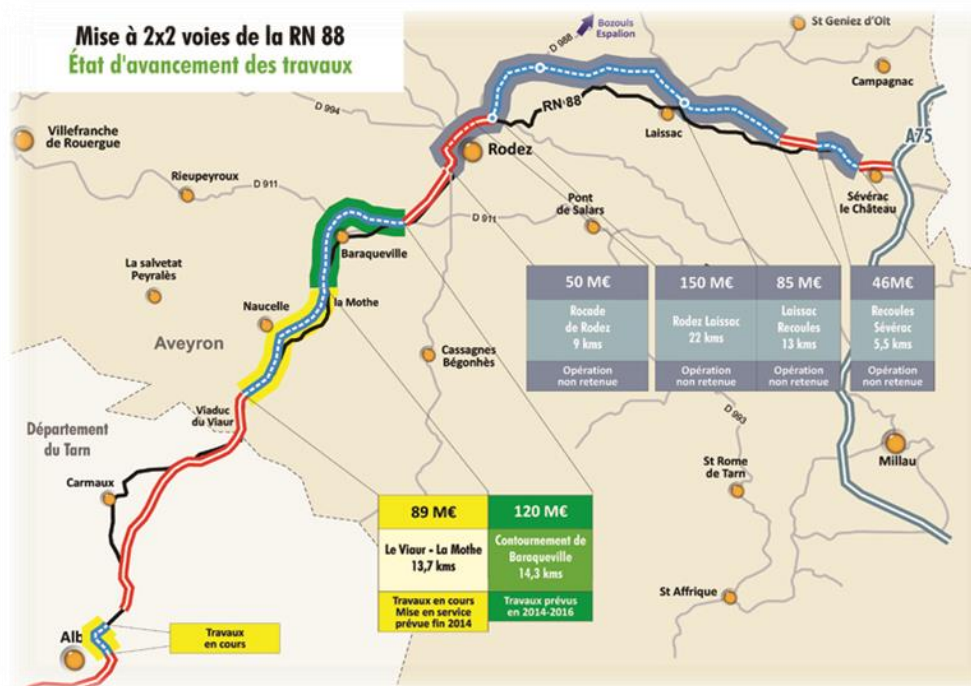 Mise à 2x2 voies de la RN 88
État d'avancement des travaux
Bozouls
Espalion
D 988
St Geniez d'Olt
Campagnac
A75
D 994
RN 88
Laissac
Villefranche
de Rouergue
Rodez
Sévérac
le Château
Rieupeyroux
D 911
Pont
de Salars
D 911
Baraqueville
La salvetat
Peyralès
la Mothe
Naucelle
Aveyron
Cassagnes
Bégonhès
50 M€
Rocade
de Rodez
9 kms
Opération
non retenue
150 M€
Rodez Laissac
22 kms
Opération
non retenue
85 M€
Laissac
Recoules
13 kms
Opération
non retenue
46M€
Recoules
Sévérac
5,5 kms
Opération
non retenue
Viaduc
du Viaur
D 993
Département
du Tarn
Millau
St Rome
de Tarn
Carmaux
89 M€
Le Viaur - La Mothe
13,7 kms
Travaux en cours
Mise en service
prévue fin 2014
120 M€
Contournement de
Baraqueville
14,3 kms
Travaux prévus
en 2014-2016
St Affrique
Alb
Travaux
en cours